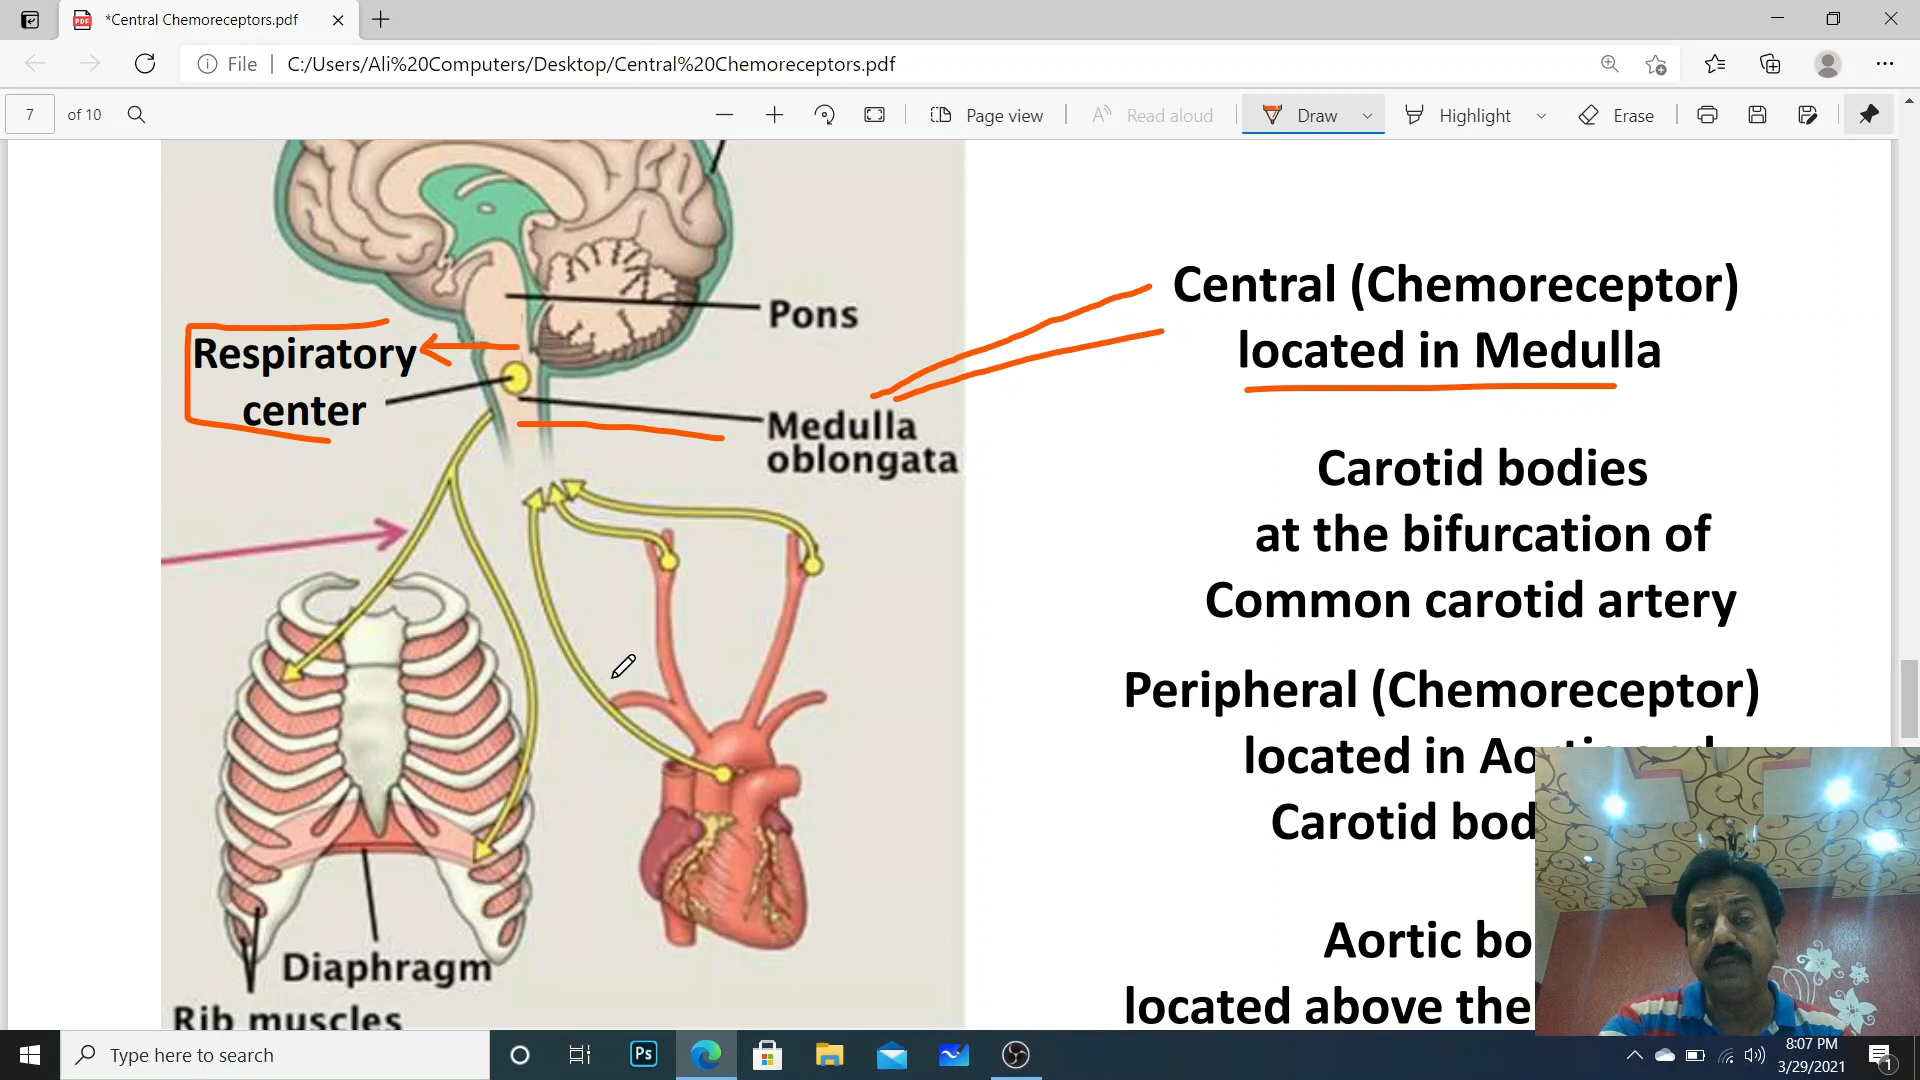 *Central Chemoreceptors.pdf
File
C:/Users/Ali%20Computers/Desktop/Central%20Chemoreceptors.pdf
7 of 10
Page view
Read aloud
Draw
Highlight
Erase
Pons
Respiratory
center
Medulla
oblongata
Diaphragm
Rib muscles
Central (Chemoreceptor)
located in Medulla
Carotid bodies
at the bifurcation of
Common carotid artery
Peripheral (Chemoreceptor)
located in
Carotid
Aortic
located above the
Type here to search
Ps
8:07 PM
3/29/2021
1